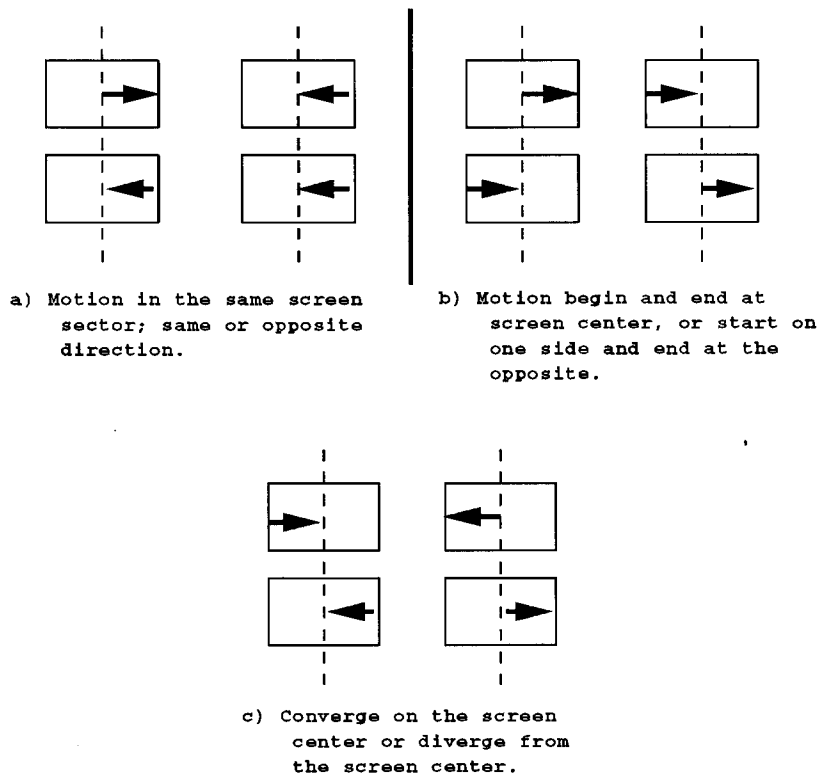 a) Motion in the same screen
sector; same or opposite
direction.
b) Motion begin and end at
screen center, or start on
one side and end at the
opposite.
c) Converge on the screen
center or diverge from
the screen center.